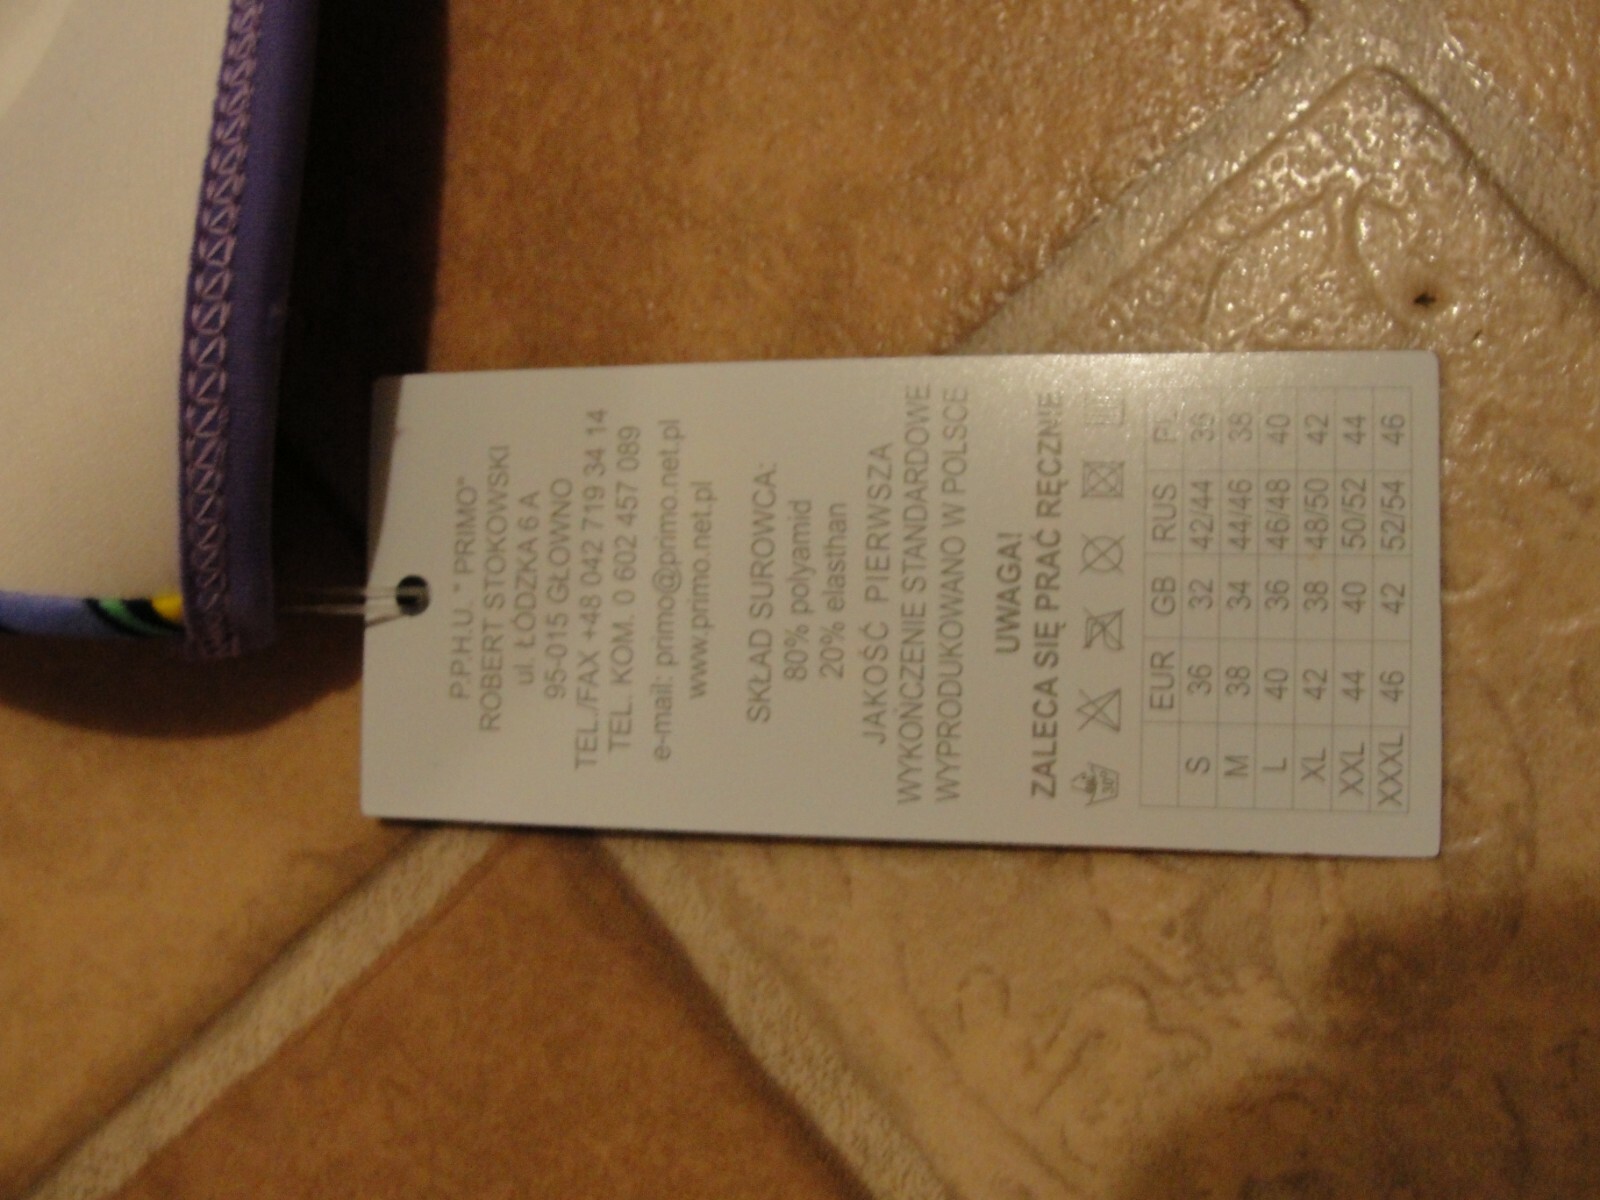 P.P.H.U. " PRIMO"
ROBERT STOKOWSKI
ul. ŁÓDZKA 6 A
95-015 GŁOWNO
TEL./FAX +48 042 719 34 14
TEL. KOM. 0 602 457 089
e-mail: primo@primo.net.pl
www.primo.net.pl
SKŁAD SUROWCA:
80% polyamid
20% elasthan
JAKOŚĆ PIERWSZA
WYKOŃCZENIE STANDARDOWE
WYPRODUKOWANO W POLSCE
UWAGA!
ZALECA SIĘ PRAĆ RĘCZNIE
30°
EUR GB RUS PL
S 36 32 42/44 36
M 38 34 44/46 38
L 40 36 46/48 40
XL 42 38 48/50 42
XXL 44 40 50/52 44
XXXL 46 42 52/54 46